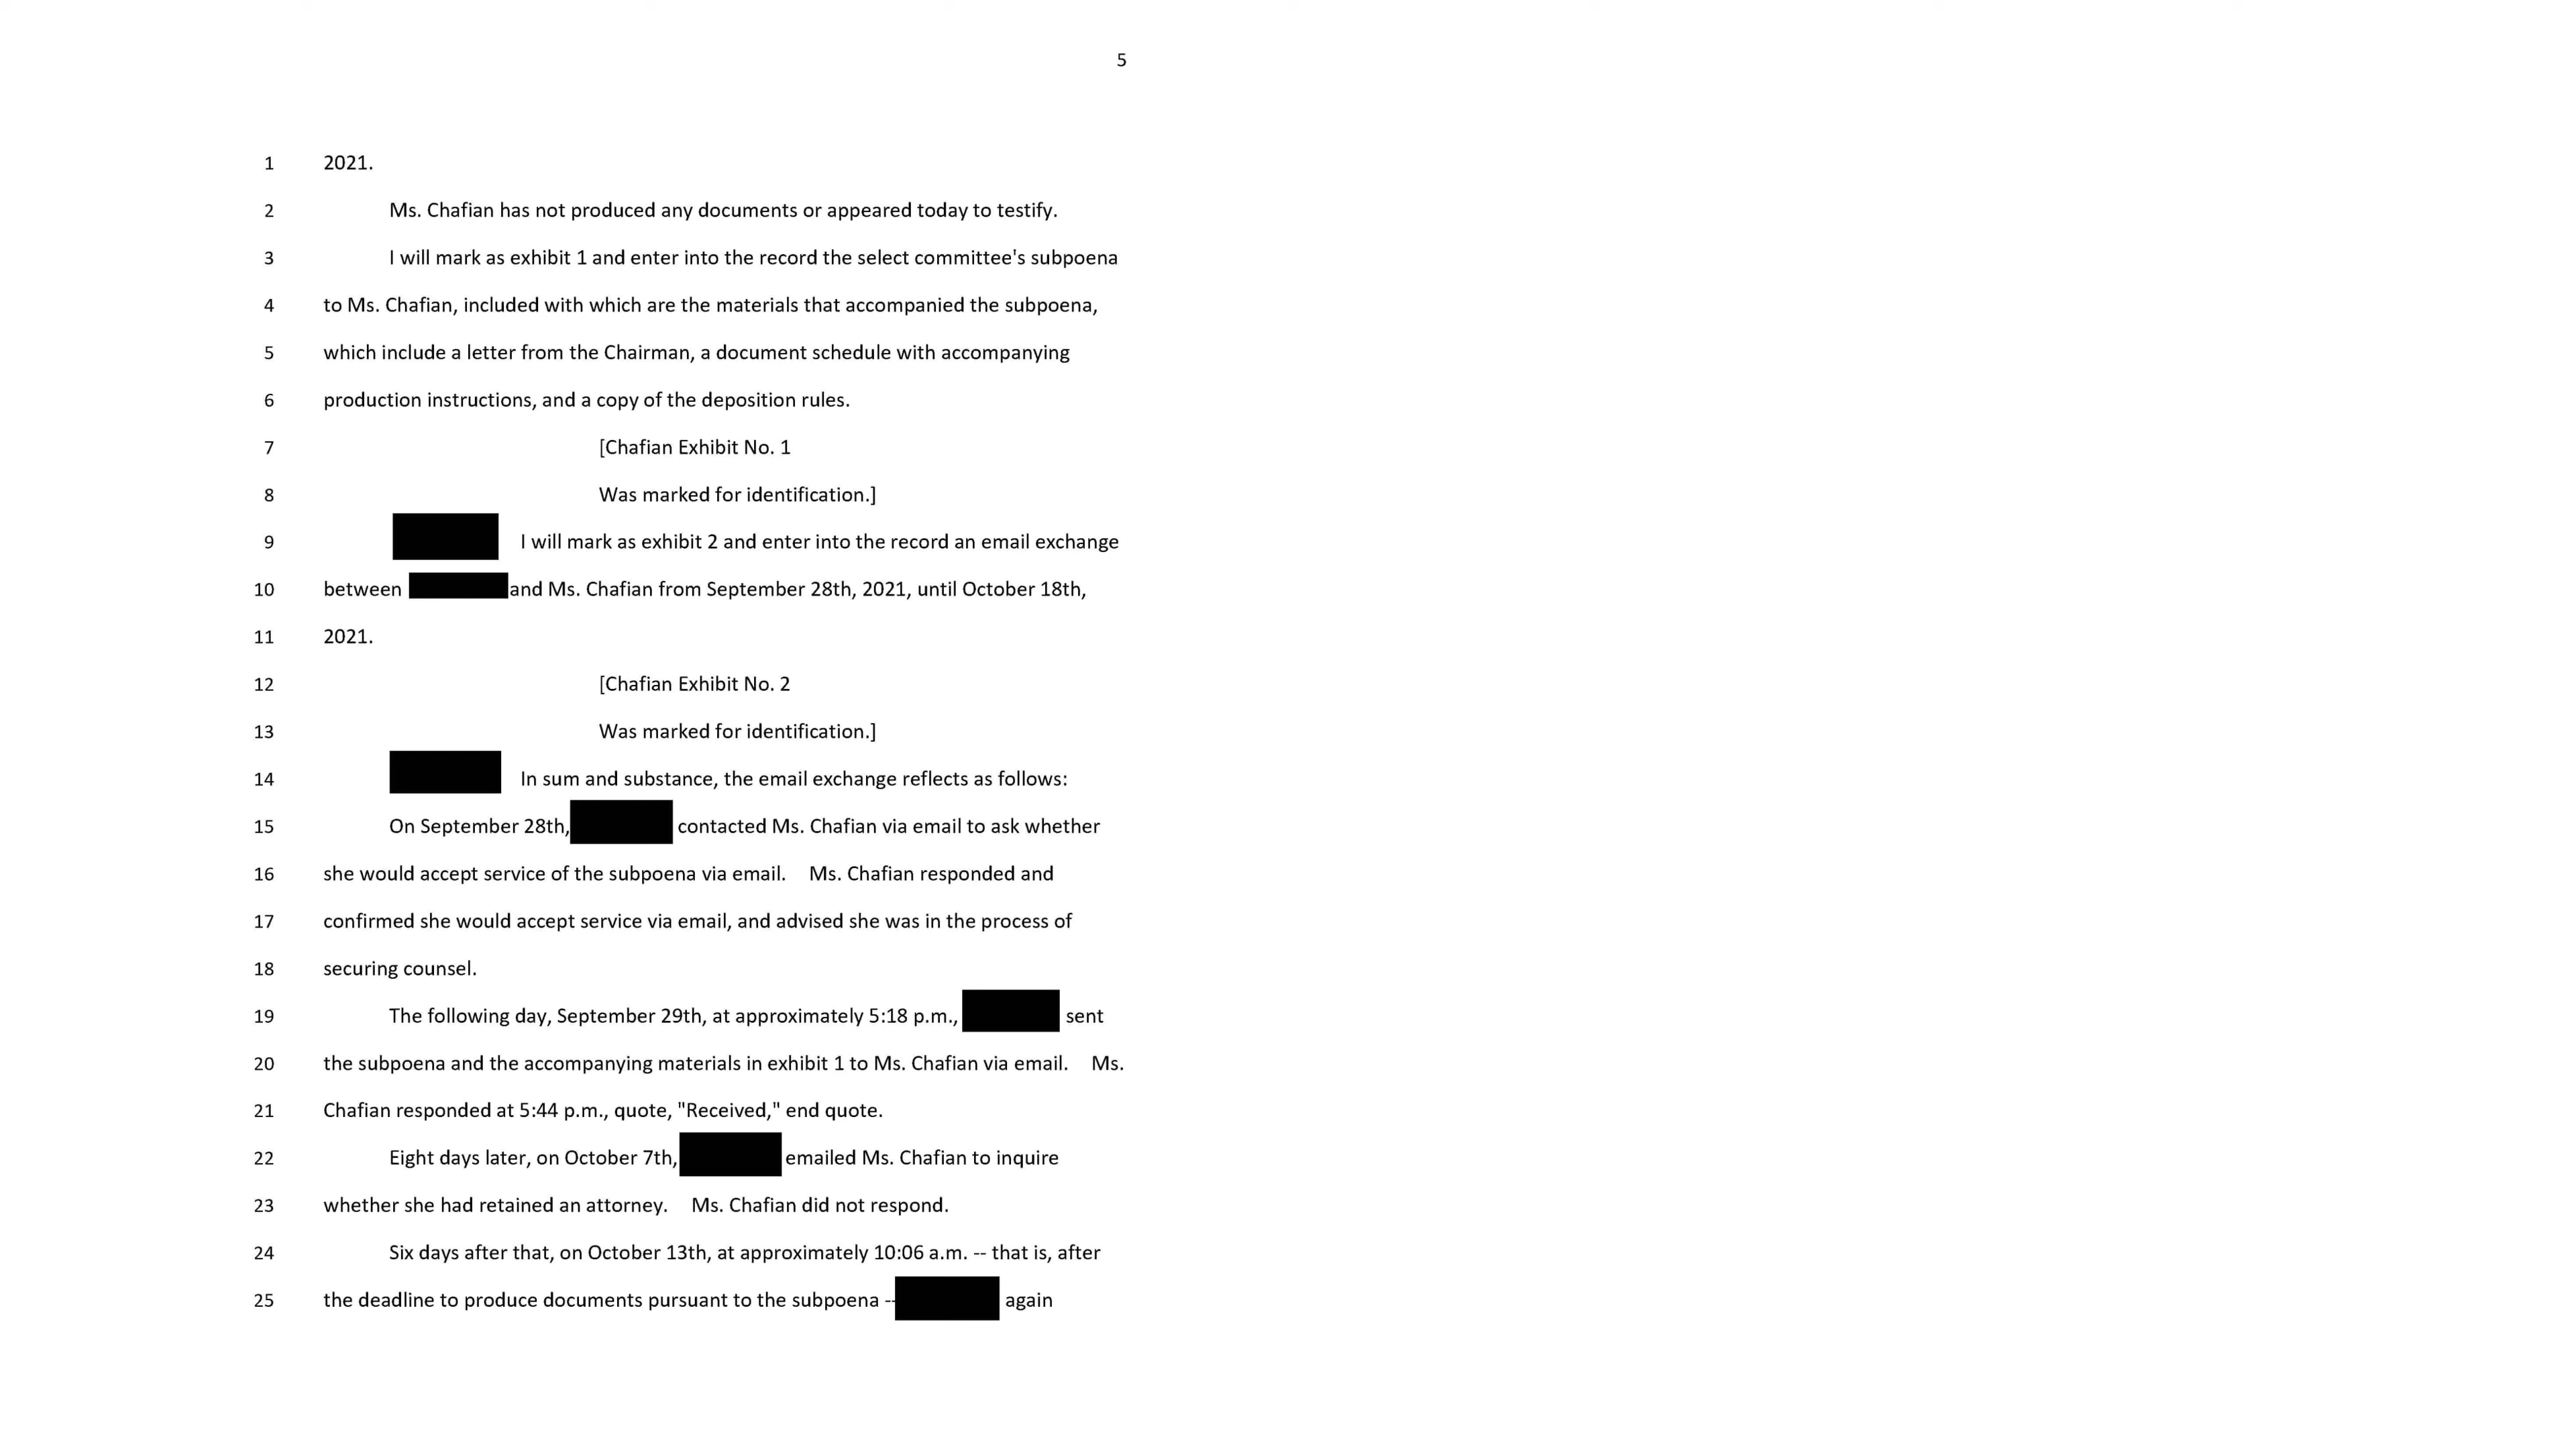 5
1 2021.
2 Ms. Chafian has not produced any documents or appeared today to testify.
3 I will mark as exhibit 1 and enter into the record the select committee's subpoena
4 to Ms. Chafian, included with which are the materials that accompanied the subpoena,
5 which include a letter from the Chairman, a document schedule with accompanying
6 production instructions, and a copy of the deposition rules.
7 [Chafian Exhibit No. 1
8 Was marked for identification.]
9 I will mark as exhibit 2 and enter into the record an email exchange
10 between and Ms. Chafian from September 28th, 2021, until October 18th,
11 2021.
12 [Chafian Exhibit No. 2
13 Was marked for identification.]
14 In sum and substance, the email exchange reflects as follows:
15 On September 28th, contacted Ms. Chafian via email to ask whether
16 she would accept service of the subpoena via email. Ms. Chafian responded and
17 confirmed she would accept service via email, and advised she was in the process of
18 securing counsel.
19 The following day, September 29th, at approximately 5:18 p.m., sent
20 the subpoena and the accompanying materials in exhibit 1 to Ms. Chafian via email. Ms.
21 Chafian responded at 5:44 p.m., quote, "Received," end quote.
22 Eight days later, on October 7th, emailed Ms. Chafian to inquire
23 whether she had retained an attorney. Ms. Chafian did not respond.
24 Six days after that, on October 13th, at approximately 10:06 a.m. -- that is, after
25 the deadline to produce documents pursuant to the subpoena -- again